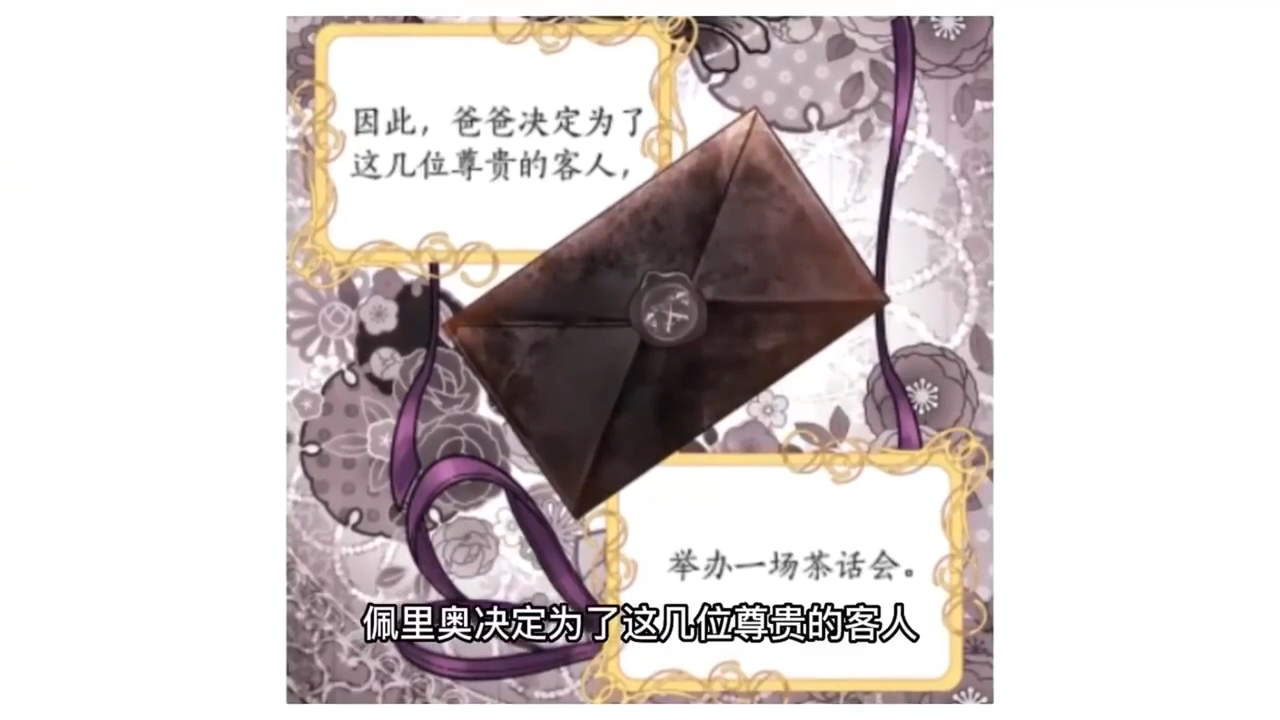 因此，爸爸决定为了
这几位尊贵的客人，
举办一场茶话会。
佩里奥决定为了这几位尊贵的客人